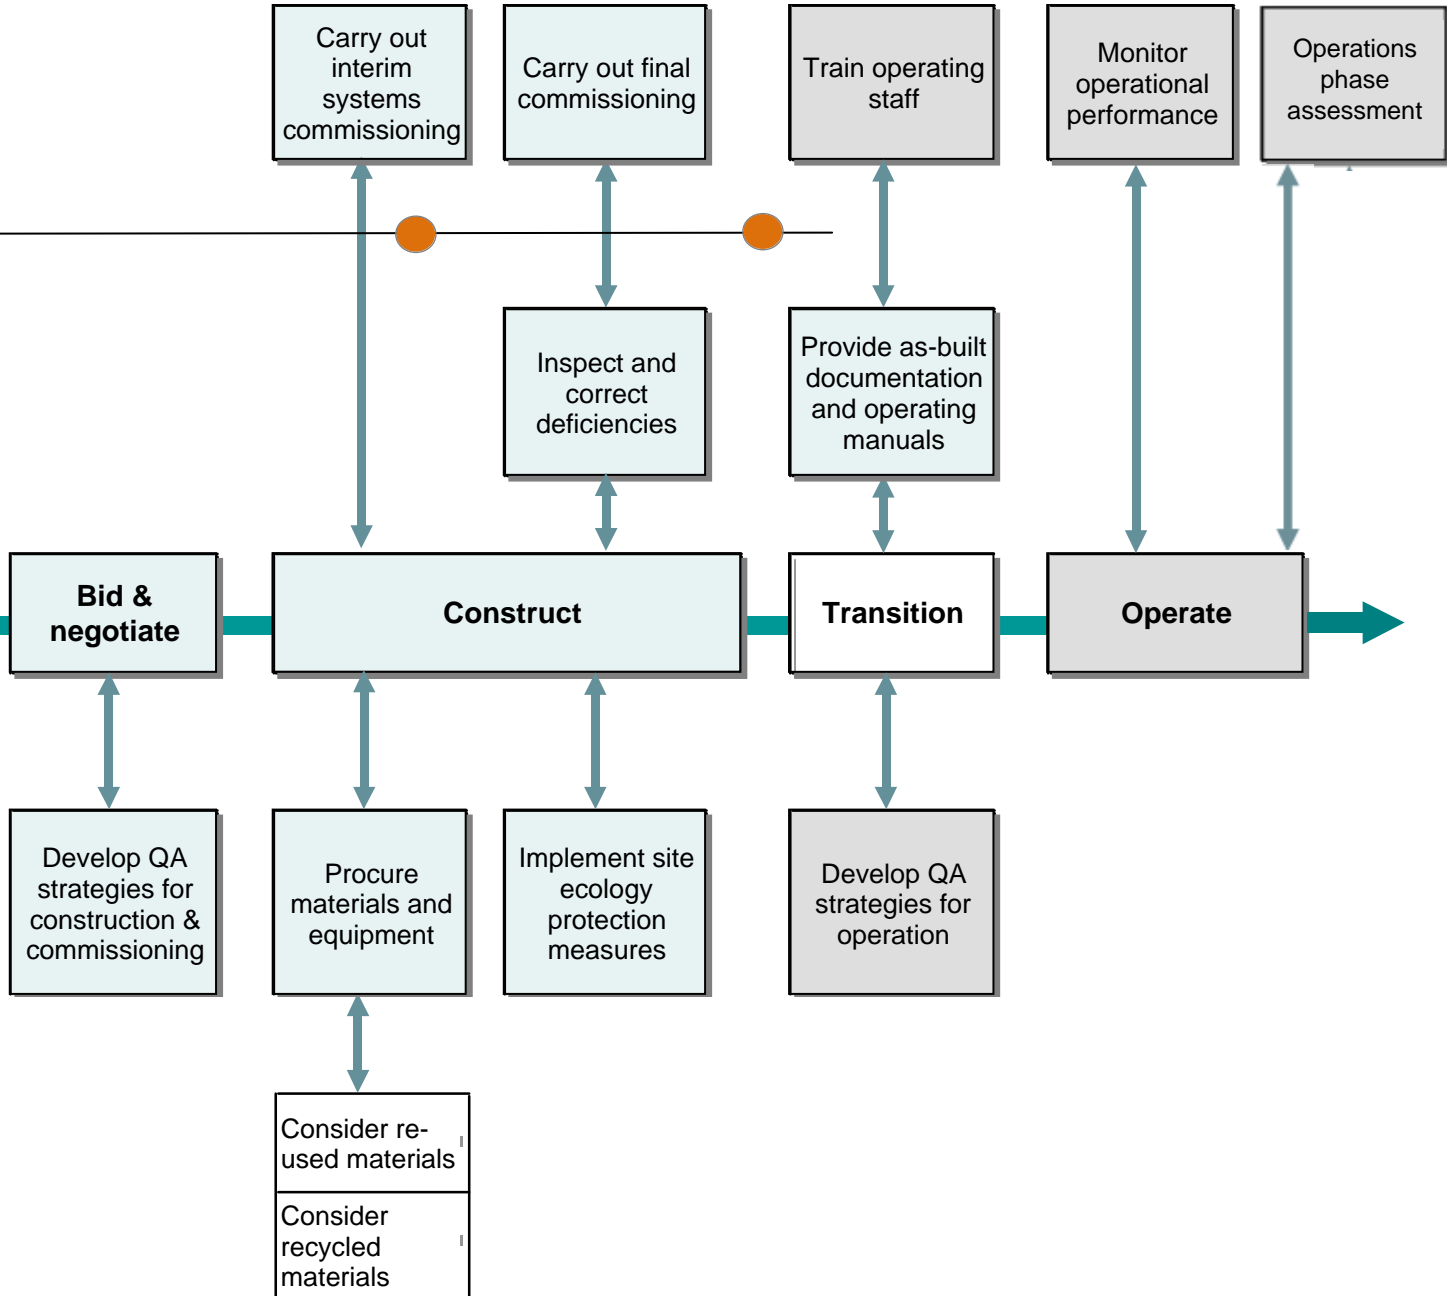 Carry out
interim
systems
commissioning
Carry out final
commissioning
Train operating
staff
Monitor
operational
performance
Operations
phase
assessment
Inspect and
correct
deficiencies
Provide as-built
documentation
and operating
manuals
Bid &
negotiate
Construct
Transition
Operate
Develop QA
strategies for
construction &
commissioning
Procure
materials and
equipment
Implement site
ecology
protection
measures
Develop QA
strategies for
operation
Consider re-
used materials
Consider
recycled
materials